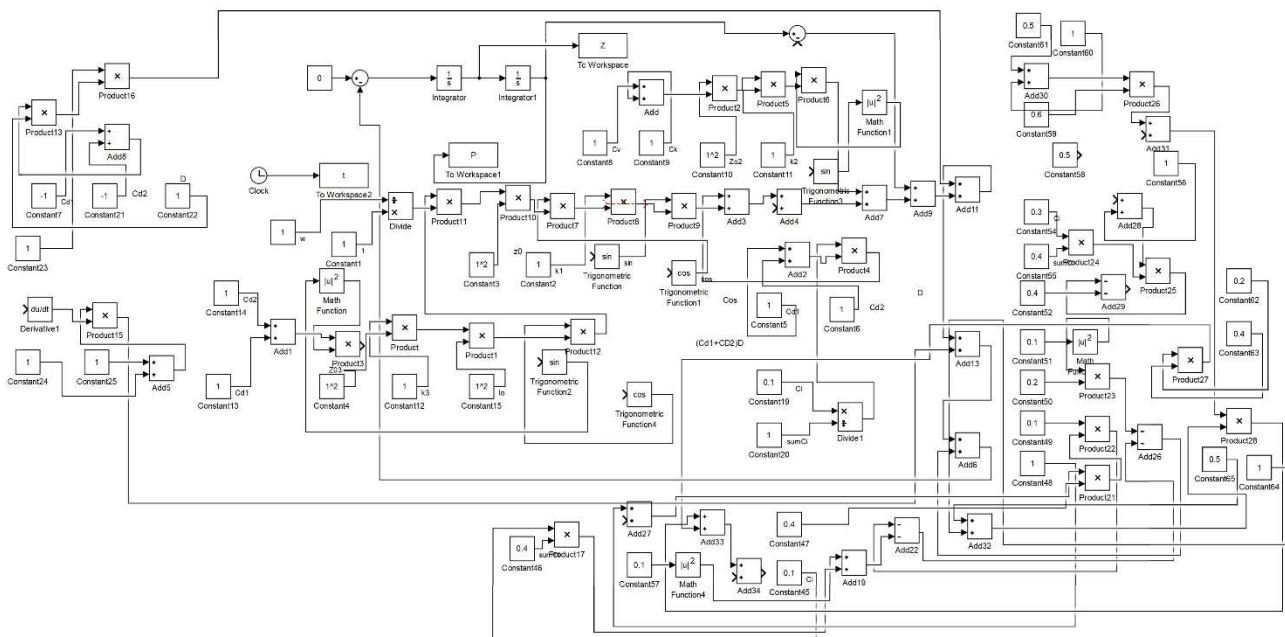 0.5
Constant61
1
Constant60
×
Product16
Z
To Workspace
0
1/s
Integrator
1/s
Integrator1
Add30
×
Product26
×
Product13
Add
×
Product2
×
Product5
×
Product6
|u|²
Math
Function1
0.6
Constant59
Add8
P
To Workspace1
1
Constant8
Cv
1
Constant9
Ck
1^2
Constant10
Zo2
1
Constant11
k2
sin
Trigonometric
Function3
Add31
0.5
Constant58
1
Constant56
Clock
t
To Workspace2
-1
Constant7
Cd1
-1
Constant21
Cd2
D
1
Constant22
Divide
×
Product11
×
Product10
×
Product7
×
Product8
×
Product9
Add3
Add4
Add7
Add9
Add11
Add28
1
w
1
Constant1
f
0.3
Constant54
Ci
×
Product24
1
Constant23
1^2
Constant3
z0
1
Constant2
k1
sin
Trigonometric
Function
sin
cos
Trigonometric
Function1
cos
Add2
×
Product4
0.4
Constant55
×
Product25
|u|²
Math
Function
Cos
1
Constant5
Cd1
1
Constant6
Cd2
D
0.4
Constant52
Add29
0.2
Constant62
du/dt
Derivative1
×
Product15
1
Constant14
Cd2
Add1
×
Product3
×
Product
×
Product1
×
Product12
(Cd1+CD2)D
Add13
0.1
Constant51
|u|²
Math
0.4
Constant63
×
Product27
1
Constant24
1
Constant25
Add5
1
Constant13
Cd1
Z03
1^2
Constant4
1
Constant12
k3
1^2
Constant15
Io
sin
Trigonometric
Function2
cos
Trigonometric
Function4
0.1
Constant19
Ci
0.2
Constant50
×
Product23
1
Constant20
sumCi
Divide1
0.1
Constant49
×
Product22
Add26
×
Product28
Add6
1
Constant48
×
Product21
0.5
Constant65
1
Constant64
Add27
Add33
0.4
Constant47
Add22
Add32
0.4
Constant46
×
Product17
0.1
Constant57
|u|²
Math
Function4
Add34
0.1
Constant45
Ci
Add19